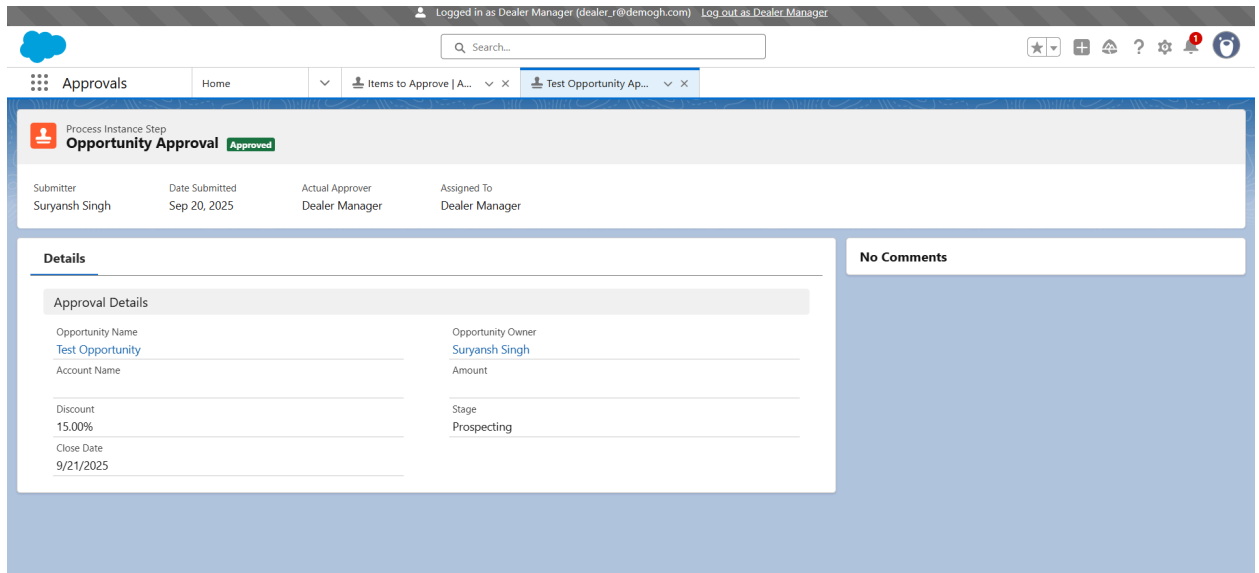 Logged in as Dealer Manager (dealer_r@demogh.com) Log out as Dealer Manager
Search...
1
Approvals Home Items to Approve | A... Test Opportunity Ap...
Process Instance Step
Opportunity Approval Approved
Submitter Date Submitted Actual Approver Assigned To
Suryansh Singh Sep 20, 2025 Dealer Manager Dealer Manager
Details
No Comments
Approval Details
Opportunity Name Opportunity Owner
Test Opportunity Suryansh Singh
Account Name Amount
Discount Stage
15.00% Prospecting
Close Date
9/21/2025